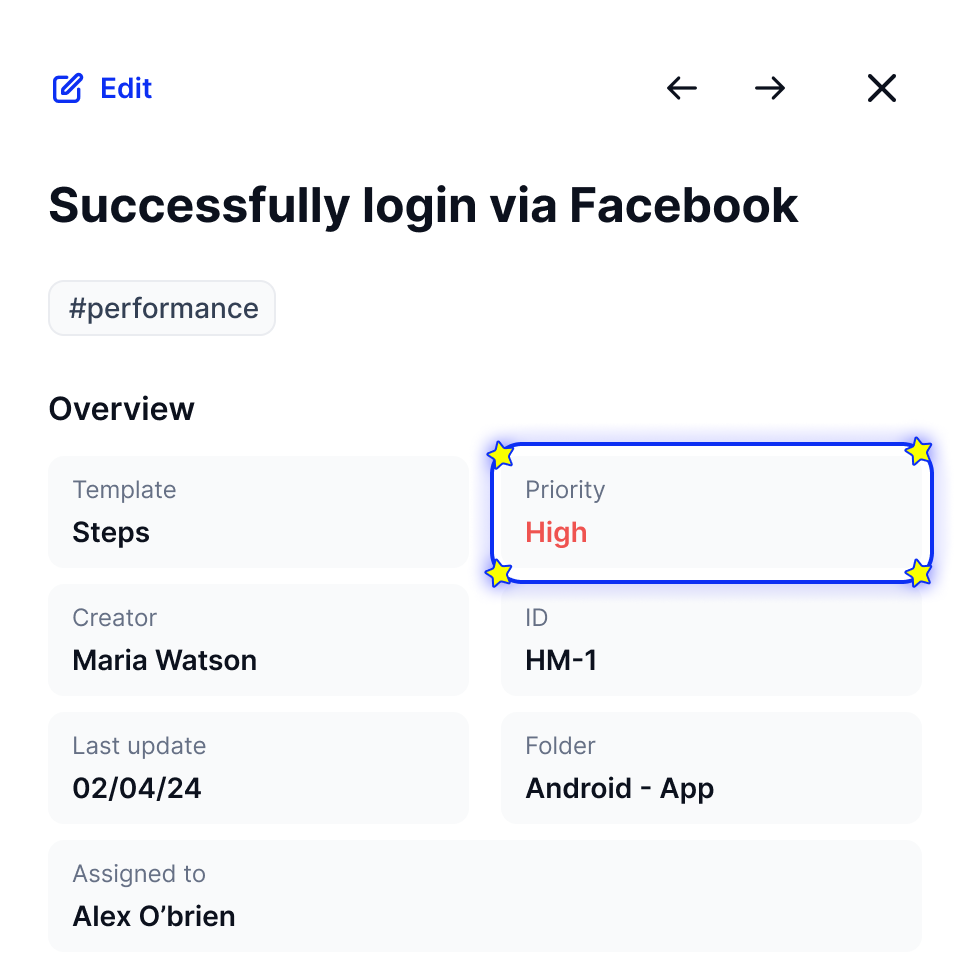 Edit
Successfully login via Facebook
#performance
Overview
Template
Steps
Priority
High
Creator
Maria Watson
ID
HM-1
Last update
02/04/24
Folder
Android - App
Assigned to
Alex O’brien